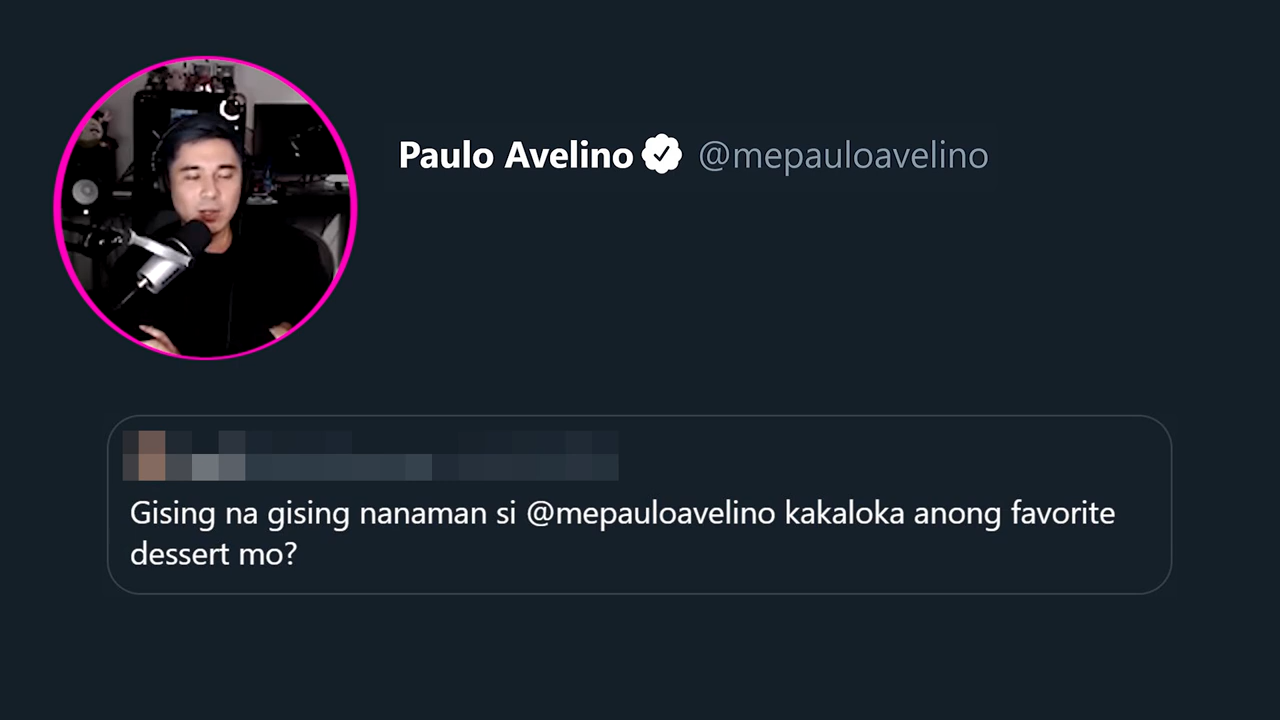 Paulo Avelino @mepauloavelino
Gising na gising nanaman si @mepauloavelino kakaloka anong favorite
dessert mo?